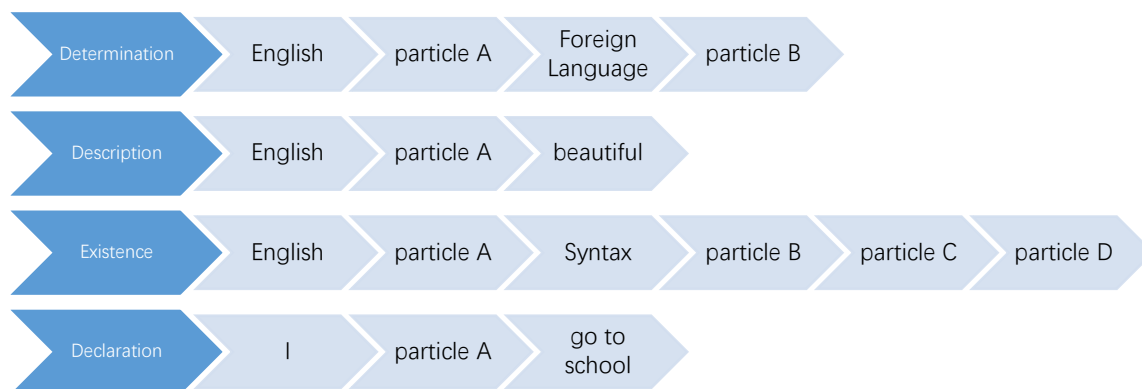 Determination English particle A Foreign Language particle B
Description English particle A beautiful
Existence English particle A Syntax particle B particle C particle D
Declaration I particle A go to school